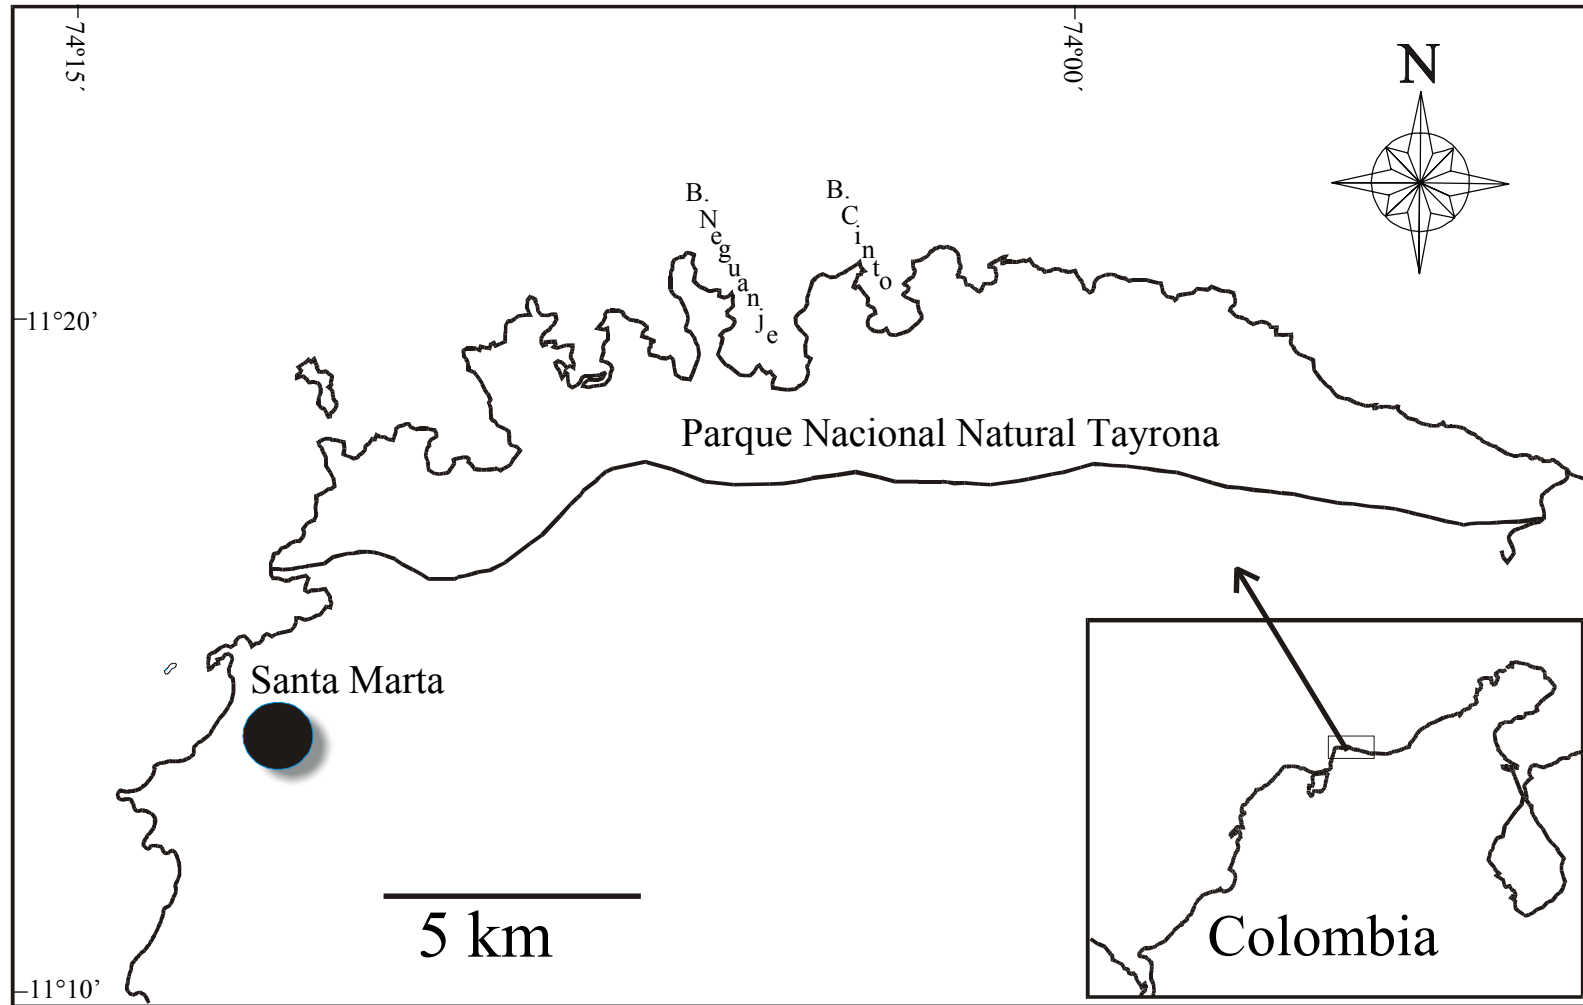 74°15´
74°00´
N
B. Neguanje
B. Cinto
11°20’
Parque Nacional Natural Tayrona
Santa Marta
5 km
Colombia
11°10’